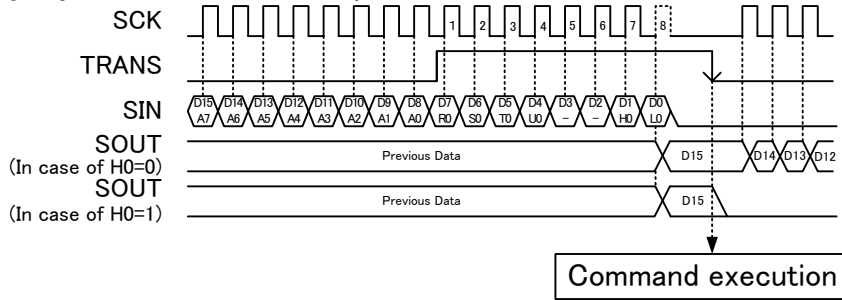 SCK 1 2 3 4 5 6 7 8
TRANS
SIN D15 D14 D13 D12 D11 D10 D9 D8 D7 D6 D5 D4 D3 D2 D1 D0
A7 A6 A5 A4 A3 A2 A1 A0 R0 S0 T0 U0 - - H0 L0
SOUT
(In case of H0=0) Previous Data D15 D14 D13 D12
SOUT
(In case of H0=1) Previous Data D15
Command execution